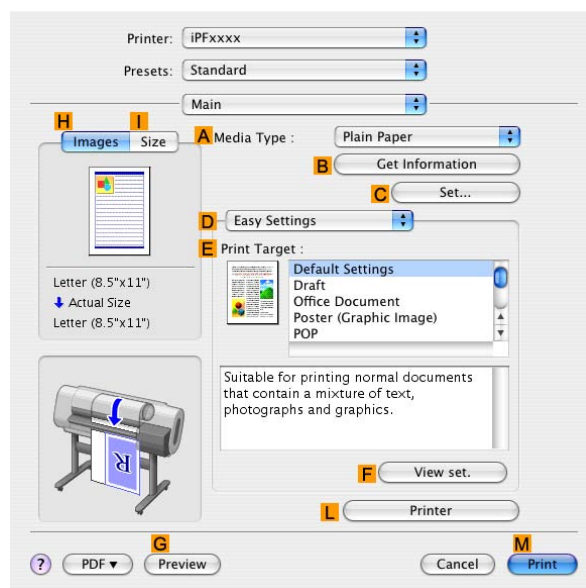 Printer: iPFxxxx
Presets: Standard
Main
H I
Images Size
A Media Type : Plain Paper
B Get Information
C Set...
D Easy Settings
E Print Target :
Default Settings
Draft
Office Document
Poster (Graphic Image)
POP
Letter (8.5"x11")
Actual Size
Letter (8.5"x11")
Suitable for printing normal documents
that contain a mixture of text,
photographs and graphics.
R
F View set.
L Printer
G M
? PDF Preview Cancel Print